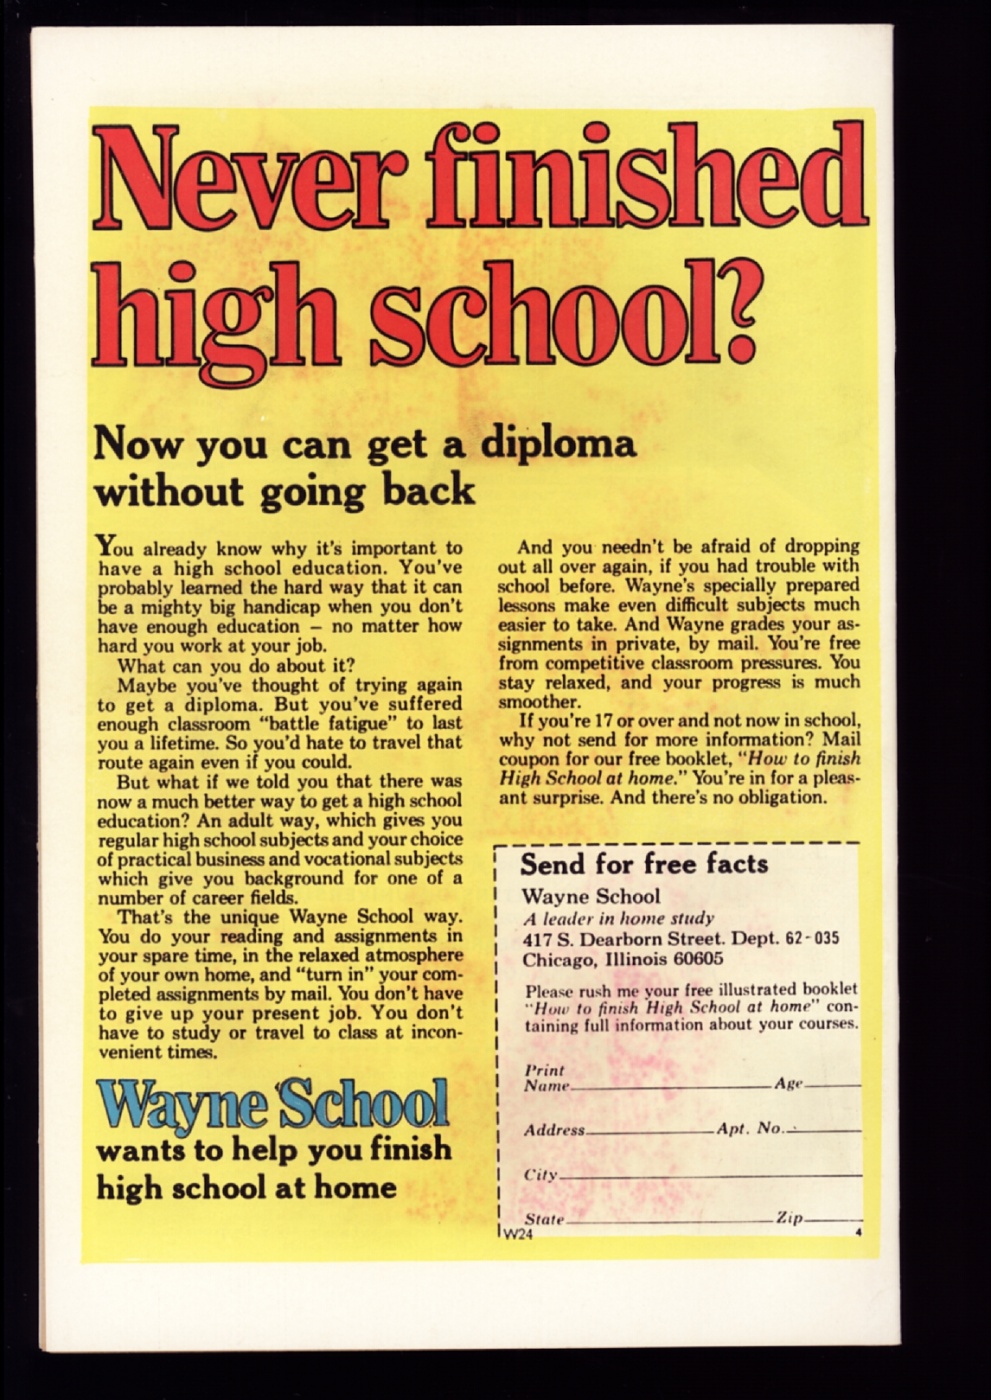 Never finished
high school?
Now you can get a diploma
without going back
You already know why it's important to
have a high school education. You've
probably learned the hard way that it can
be a mighty big handicap when you don't
have enough education – no matter how
hard you work at your job.
What can you do about it?
Maybe you've thought of trying again
to get a diploma. But you've suffered
enough classroom "battle fatigue" to last
you a lifetime. So you'd hate to travel that
route again even if you could.
But what if we told you that there was
now a much better way to get a high school
education? An adult way, which gives you
regular high school subjects and your choice
of practical business and vocational subjects
which give you background for one of a
number of career fields.
That's the unique Wayne School way.
You do your reading and assignments in
your spare time, in the relaxed atmosphere
of your own home, and "turn in" your com-
pleted assignments by mail. You don't have
to give up your present job. You don't
have to study or travel to class at incon-
venient times.
Wayne School
wants to help you finish
high school at home
And you needn't be afraid of dropping
out all over again, if you had trouble with
school before. Wayne's specially prepared
lessons make even difficult subjects much
easier to take. And Wayne grades your as-
signments in private, by mail. You're free
from competitive classroom pressures. You
stay relaxed, and your progress is much
smoother.
If you're 17 or over and not now in school,
why not send for more information? Mail
coupon for our free booklet, "How to finish
High School at home." You're in for a pleas-
ant surprise. And there's no obligation.
Send for free facts
Wayne School
A leader in home study
417 S. Dearborn Street. Dept. 62-035
Chicago, Illinois 60605
Please rush me your free illustrated booklet
"How to finish High School at home" con-
taining full information about your courses.
Print
Name Age
Address Apt. No.
City
State Zip
W24 4